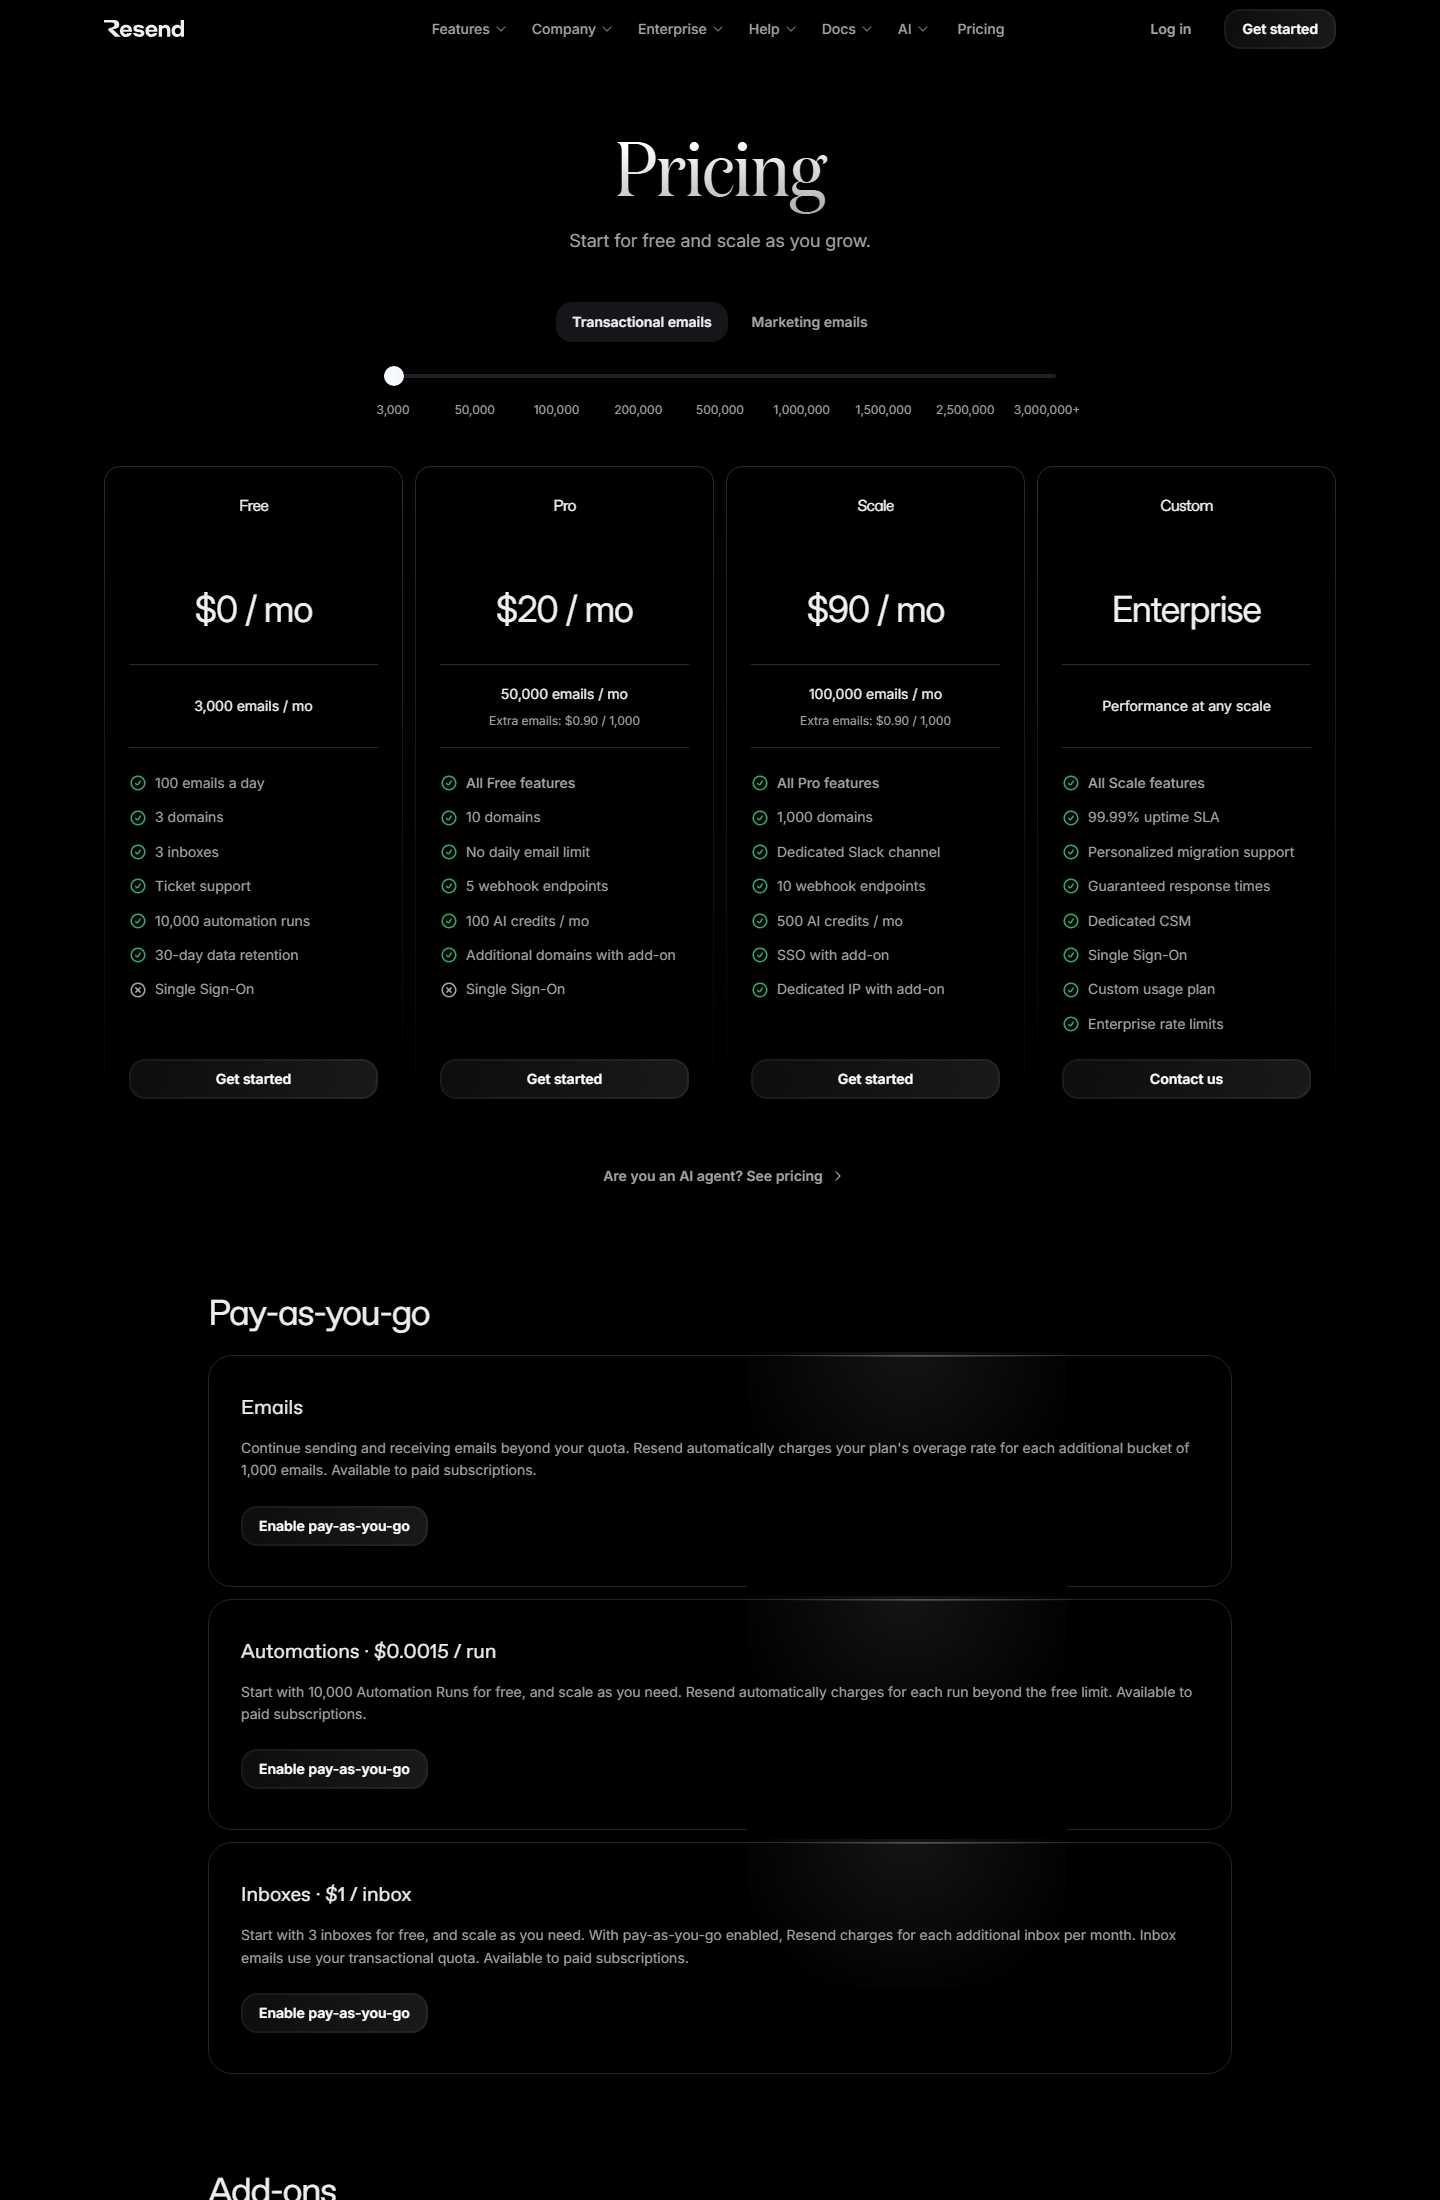 Resend
Features
Company
Enterprise
Help
Docs
AI
Pricing
Log in
Get started
Pricing
Start for free and scale as you grow.
Transactional emails
Marketing emails
3,000
50,000
100,000
200,000
500,000
1,000,000
1,500,000
2,500,000
3,000,000+
Free
$0 / mo
3,000 emails / mo
100 emails a day
3 domains
3 inboxes
Ticket support
10,000 automation runs
30-day data retention
Single Sign-On
Get started
Pro
$20 / mo
50,000 emails / mo
Extra emails: $0.90 / 1,000
All Free features
10 domains
No daily email limit
5 webhook endpoints
100 AI credits / mo
Additional domains with add-on
Single Sign-On
Get started
Scale
$90 / mo
100,000 emails / mo
Extra emails: $0.90 / 1,000
All Pro features
1,000 domains
Dedicated Slack channel
10 webhook endpoints
500 AI credits / mo
SSO with add-on
Dedicated IP with add-on
Get started
Custom
Enterprise
Performance at any scale
All Scale features
99.99% uptime SLA
Personalized migration support
Guaranteed response times
Dedicated CSM
Single Sign-On
Custom usage plan
Enterprise rate limits
Contact us
Are you an AI agent? See pricing
Pay-as-you-go
Emails
Continue sending and receiving emails beyond your quota. Resend automatically charges your plan's overage rate for each additional bucket of
1,000 emails. Available to paid subscriptions.
Enable pay-as-you-go
Automations · $0.0015 / run
Start with 10,000 Automation Runs for free, and scale as you need. Resend automatically charges for each run beyond the free limit. Available to
paid subscriptions.
Enable pay-as-you-go
Inboxes · $1 / inbox
Start with 3 inboxes for free, and scale as you need. With pay-as-you-go enabled, Resend charges for each additional inbox per month. Inbox
emails use your transactional quota. Available to paid subscriptions.
Enable pay-as-you-go
Add-ons